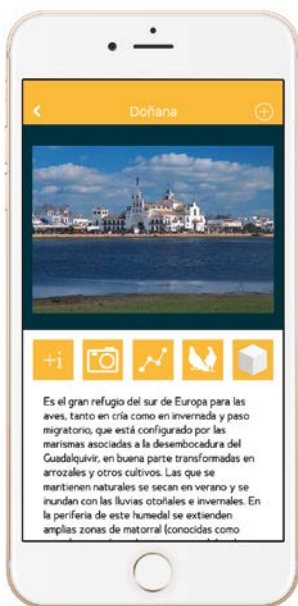 Doñana
+i
Es el gran refugio del sur de Europa para las
aves, tanto en cría como en invernada y paso
migratorio, que está configurado por las
marismas asociadas a la desembocadura del
Guadalquivir, en buena parte transformadas en
arrozales y otros cultivos. Las que se
mantienen naturales se secan en verano y se
inundan con las lluvias otoñales e invernales. En
la periferia de este humedal se extienden
amplias zonas de matorral (conocidas como